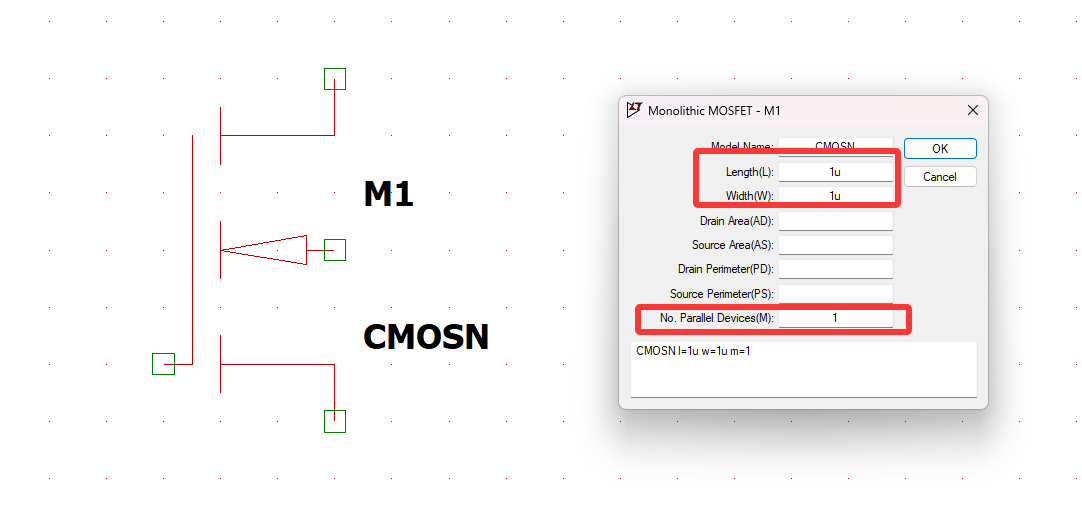 M1
CMOSN
Monolithic MOSFET - M1
Model Name: CMOSN
OK
Length(L): 1u
Cancel
Width(W): 1u
Drain Area(AD):
Source Area(AS):
Drain Perimeter(PD):
Source Perimeter(PS):
No. Parallel Devices(M): 1
CMOSN l=1u w=1u m=1